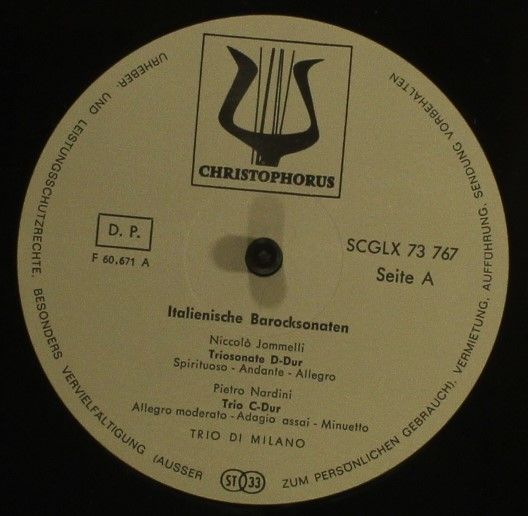 CHRISTOPHORUS
D. P.
F 60.671 A
SCGLX 73 767
Seite A
Italienische Barocksonaten
Niccolò Jommelli
Triosonate D-Dur
Spirituoso - Andante - Allegro
Pietro Nardini
Trio C-Dur
Allegro moderato - Adagio assai - Minuetto
TRIO DI MILANO
ST 33
URHEBER- UND LEISTUNGSSCHUTZRECHTE, BESONDERS VERVIELFÄLTIGUNG (AUSSER ZUM PERSÖNLICHEN GEBRAUCH), VERMIETUNG, AUFFÜHRUNG, SENDUNG VORBEHALTEN